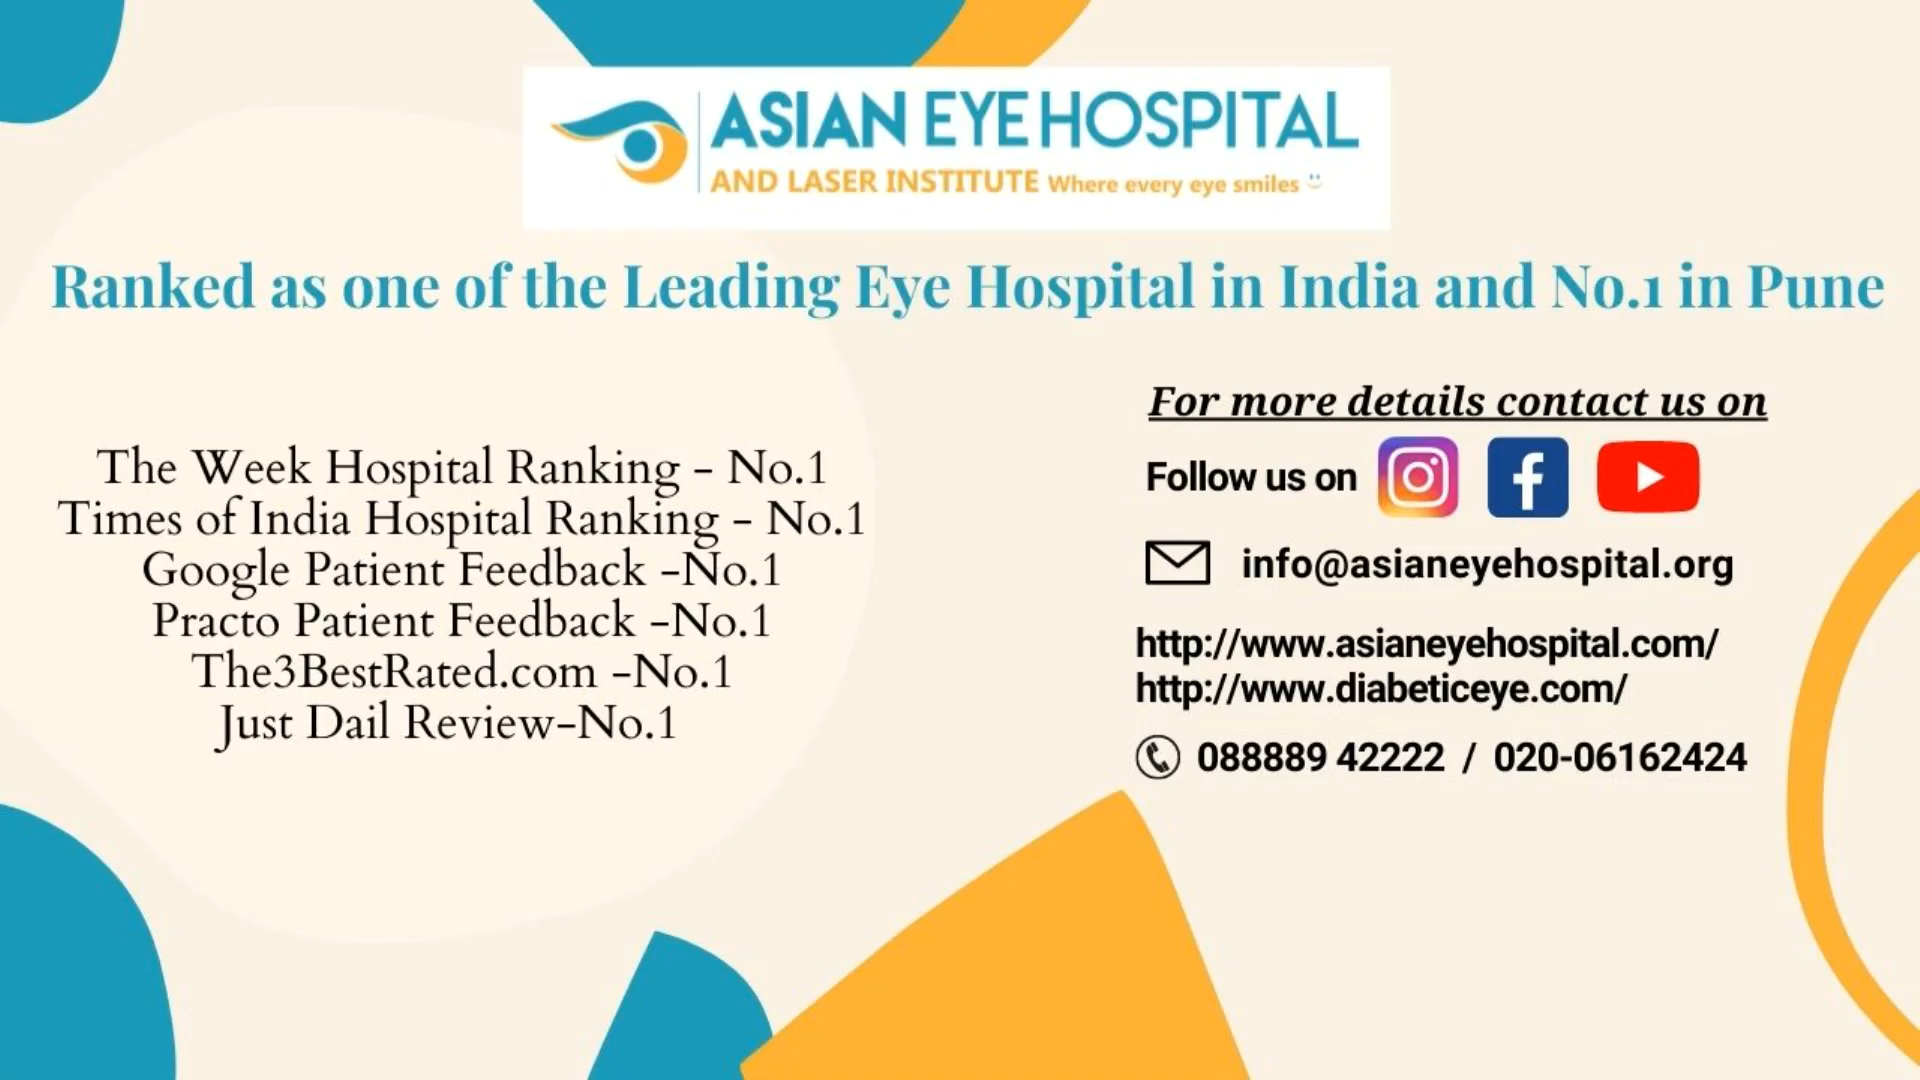 ASIAN EYE HOSPITAL
AND LASER INSTITUTE Where every eye smiles
Ranked as one of the Leading Eye Hospital in India and No.1 in Pune
The Week Hospital Ranking - No.1
Times of India Hospital Ranking - No.1
Google Patient Feedback -No.1
Practo Patient Feedback -No.1
The3BestRated.com -No.1
Just Dail Review-No.1
For more details contact us on
Follow us on
info@asianeyehospital.org
http://www.asianeyehospital.com/
http://www.diabeticeye.com/
088889 42222 / 020-06162424